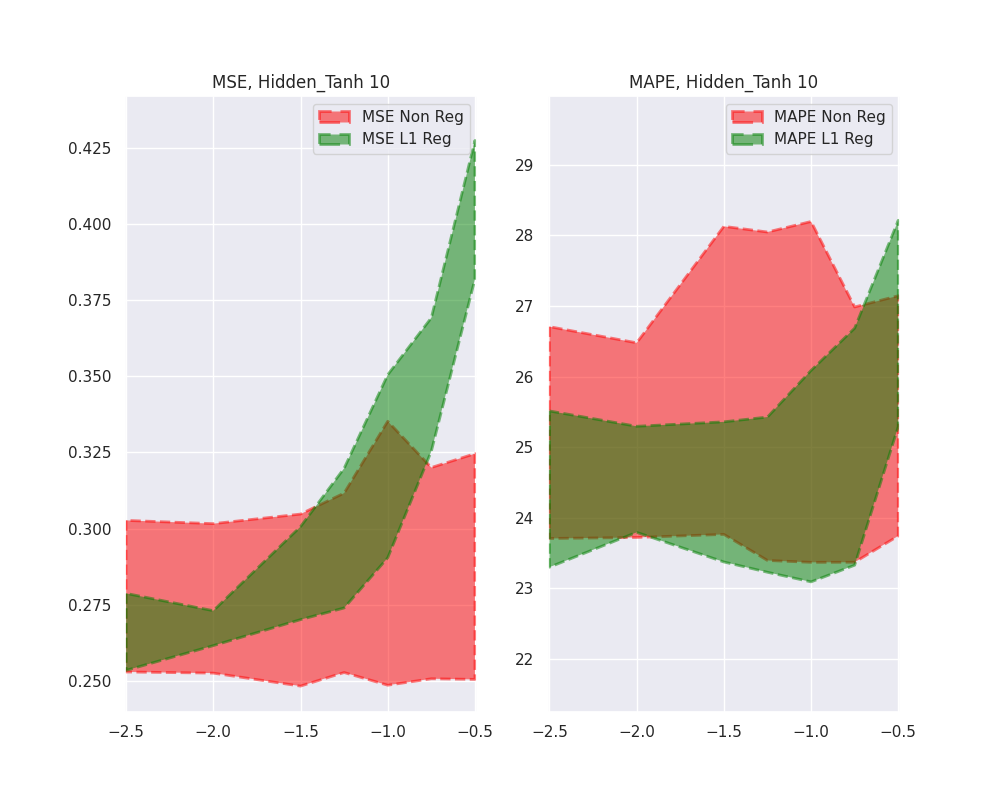 MSE, Hidden_Tanh 10
MSE Non Reg
MSE L1 Reg
0.425
0.400
0.375
0.350
0.325
0.300
0.275
0.250
−2.5 −2.0 −1.5 −1.0 −0.5
MAPE, Hidden_Tanh 10
MAPE Non Reg
MAPE L1 Reg
29
28
27
26
25
24
23
22
−2.5 −2.0 −1.5 −1.0 −0.5